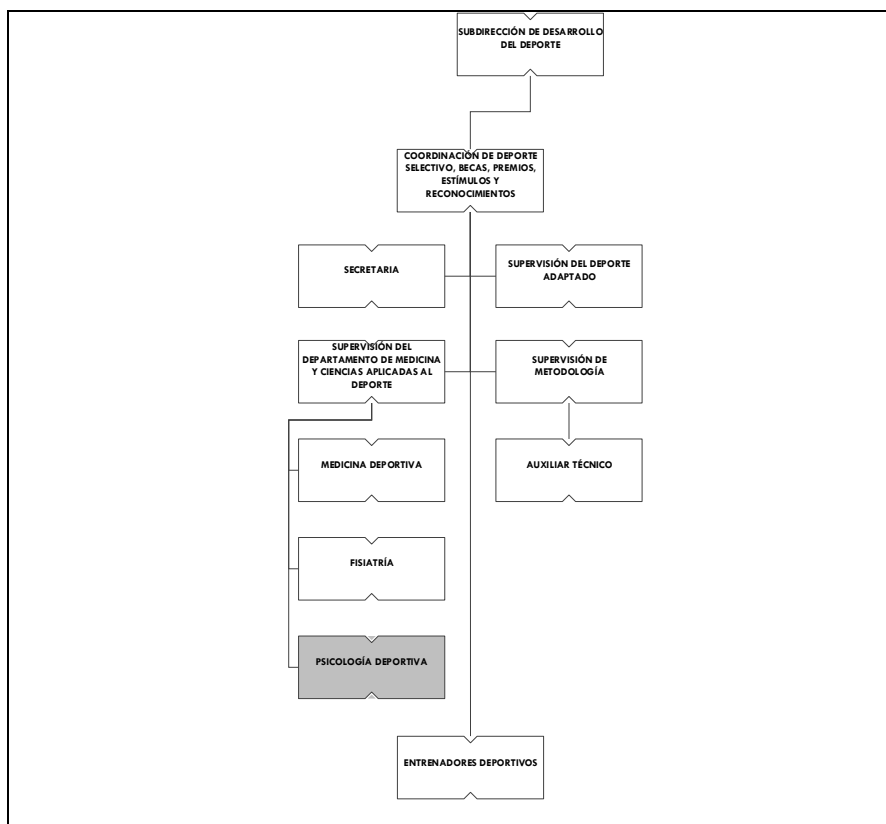 SUBDIRECCIÓN DE DESARROLLO
DEL DEPORTE
COORDINACIÓN DE DEPORTE
SELECTIVO, BECAS, PREMIOS,
ESTÍMULOS Y
RECONOCIMIENTOS
SECRETARIA
SUPERVISIÓN DEL DEPORTE
ADAPTADO
SUPERVISIÓN DEL
DEPARTAMENTO DE MEDICINA
Y CIENCIAS APLICADAS AL
DEPORTE
SUPERVISIÓN DE
METODOLOGÍA
MEDICINA DEPORTIVA
AUXILIAR TÉCNICO
FISIATRÍA
PSICOLOGÍA DEPORTIVA
ENTRENADORES DEPORTIVOS